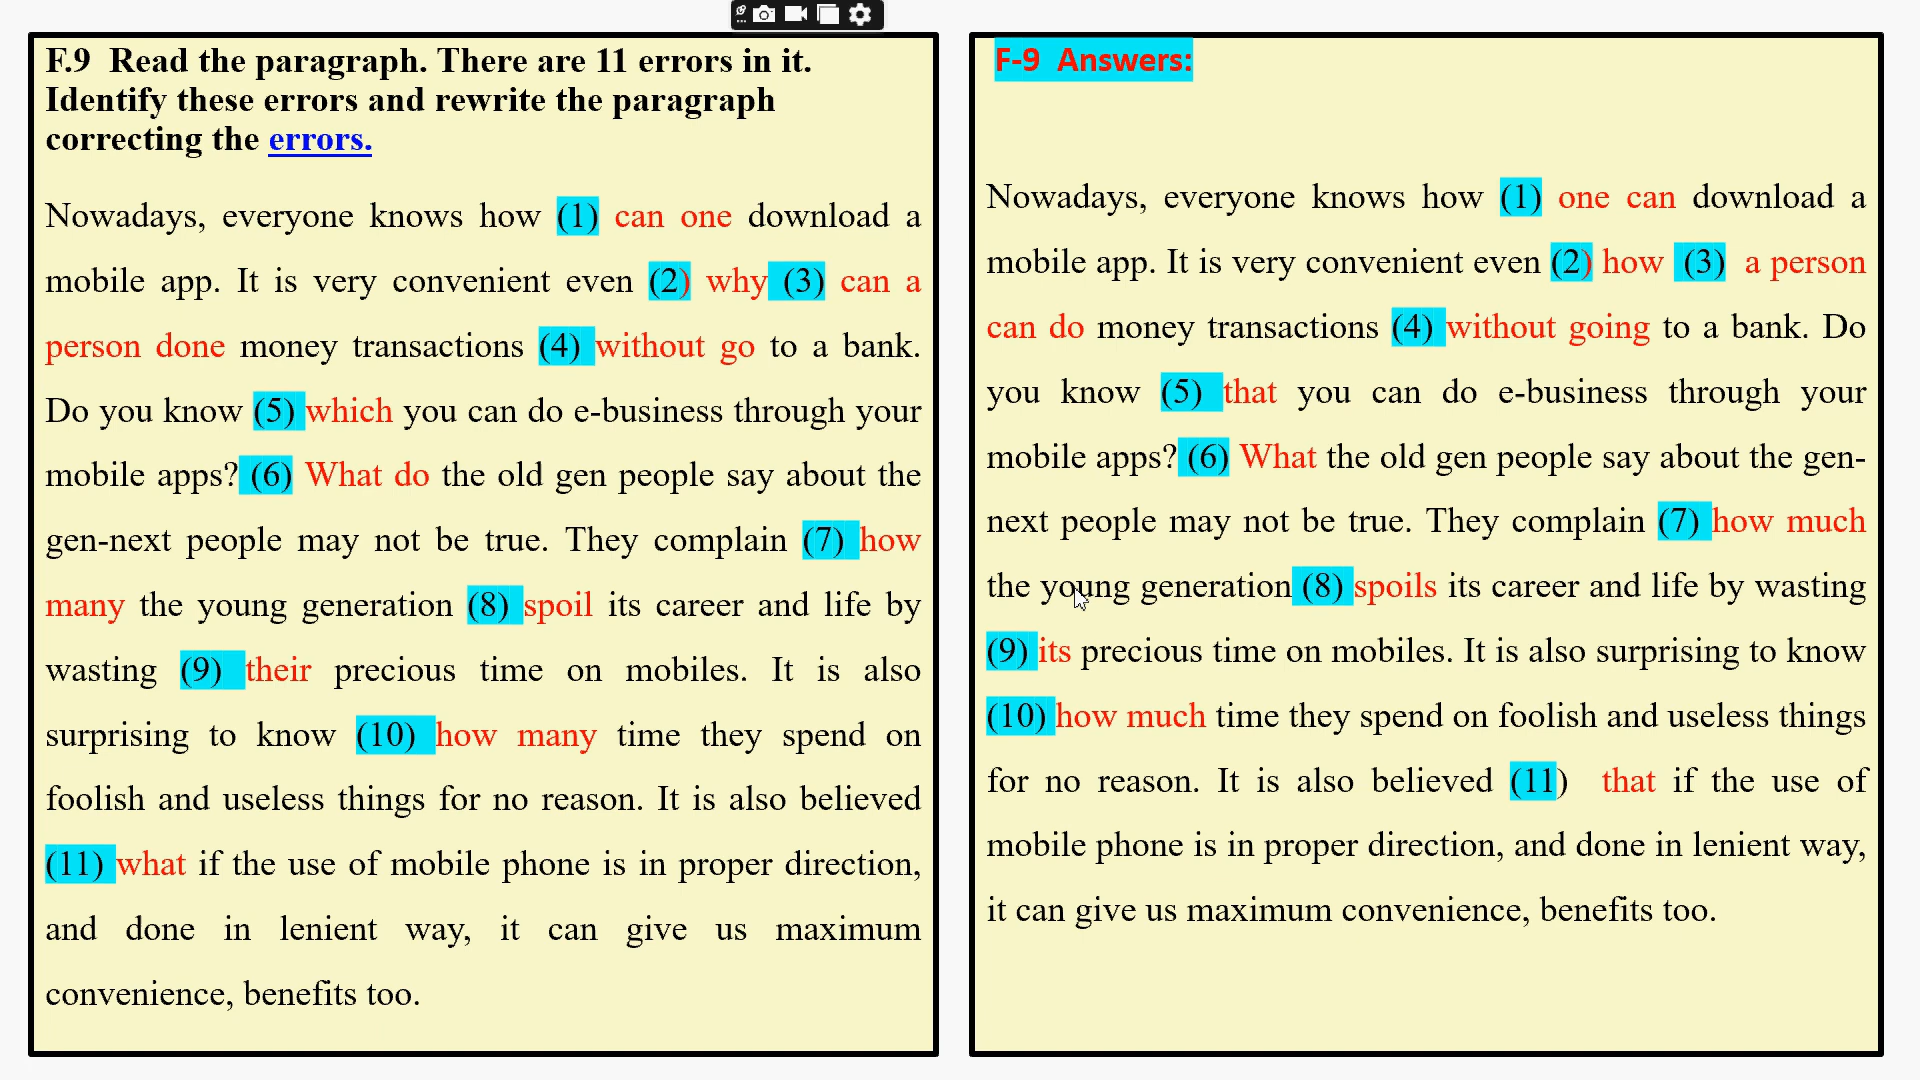 F.9 Read the paragraph. There are 11 errors in it.
Identify these errors and rewrite the paragraph
correcting the errors.
Nowadays, everyone knows how (1) can one download a
mobile app. It is very convenient even (2) why (3) can a
person done money transactions (4) without go to a bank.
Do you know (5) which you can do e-business through your
mobile apps? (6) What do the old gen people say about the
gen-next people may not be true. They complain (7) how
many the young generation (8) spoil its career and life by
wasting (9) their precious time on mobiles. It is also
surprising to know (10) how many time they spend on
foolish and useless things for no reason. It is also believed
(11) what if the use of mobile phone is in proper direction,
and done in lenient way, it can give us maximum
convenience, benefits too.
F-9 Answers:
Nowadays, everyone knows how (1) one can download a
mobile app. It is very convenient even (2) how (3) a person
can do money transactions (4) without going to a bank. Do
you know (5) that you can do e-business through your
mobile apps? (6) What the old gen people say about the gen-
next people may not be true. They complain (7) how much
the young generation (8) spoils its career and life by wasting
(9) its precious time on mobiles. It is also surprising to know
(10) how much time they spend on foolish and useless things
for no reason. It is also believed (11) that if the use of
mobile phone is in proper direction, and done in lenient way,
it can give us maximum convenience, benefits too.